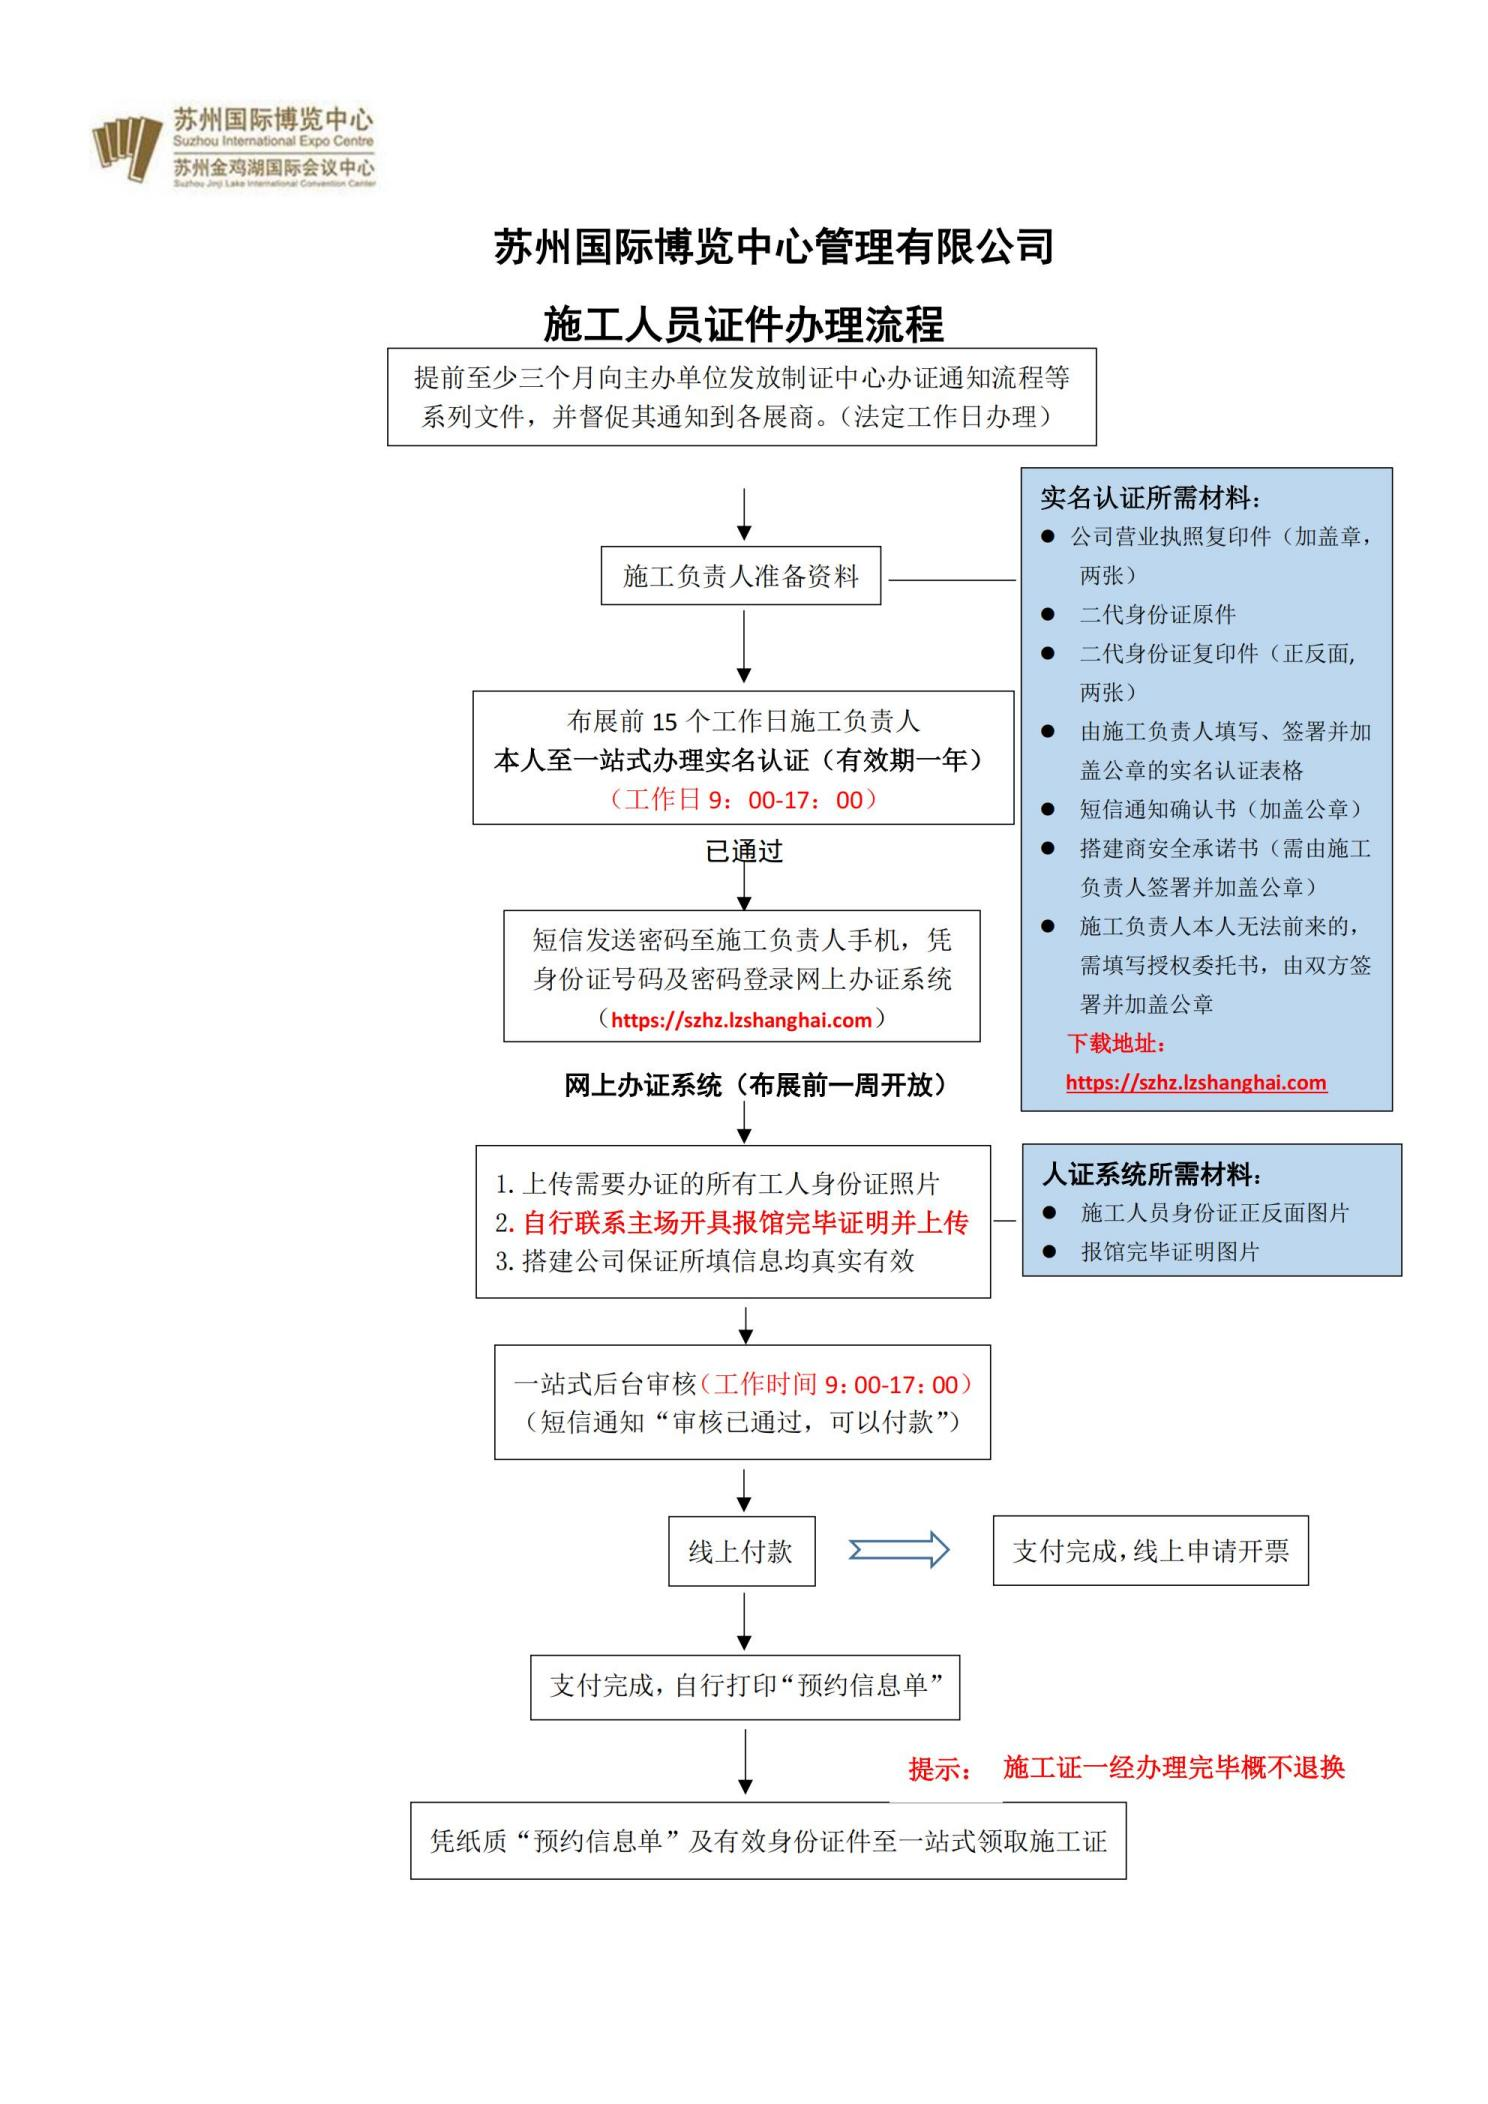 苏州国际博览中心
Suzhou International Expo Centre
苏州金鸡湖国际会议中心
Suzhou Jinji Lake International Convention Center
苏州国际博览中心管理有限公司
施工人员证件办理流程
提前至少三个月向主办单位发放制证中心办证通知流程等
系列文件，并督促其通知到各展商。（法定工作日办理）
施工负责人准备资料
实名认证所需材料：
● 公司营业执照复印件（加盖章，
两张）
● 二代身份证原件
● 二代身份证复印件（正反面,
两张）
● 由施工负责人填写、签署并加
盖公章的实名认证表格
● 短信通知确认书（加盖公章）
● 搭建商安全承诺书（需由施工
负责人签署并加盖公章）
● 施工负责人本人无法前来的，
需填写授权委托书，由双方签
署并加盖公章
下载地址：
https://szhz.lzshanghai.com
布展前 15 个工作日施工负责人
本人至一站式办理实名认证（有效期一年）
（工作日 9：00-17：00）
已通过
短信发送密码至施工负责人手机，凭
身份证号码及密码登录网上办证系统
（https://szhz.lzshanghai.com）
网上办证系统（布展前一周开放）
1.上传需要办证的所有工人身份证照片
2.自行联系主场开具报馆完毕证明并上传
3.搭建公司保证所填信息均真实有效
人证系统所需材料：
● 施工人员身份证正反面图片
● 报馆完毕证明图片
一站式后台审核（工作时间 9：00-17：00）
（短信通知“审核已通过，可以付款”）
线上付款
支付完成，线上申请开票
支付完成，自行打印“预约信息单”
提示： 施工证一经办理完毕概不退换
凭纸质“预约信息单”及有效身份证件至一站式领取施工证